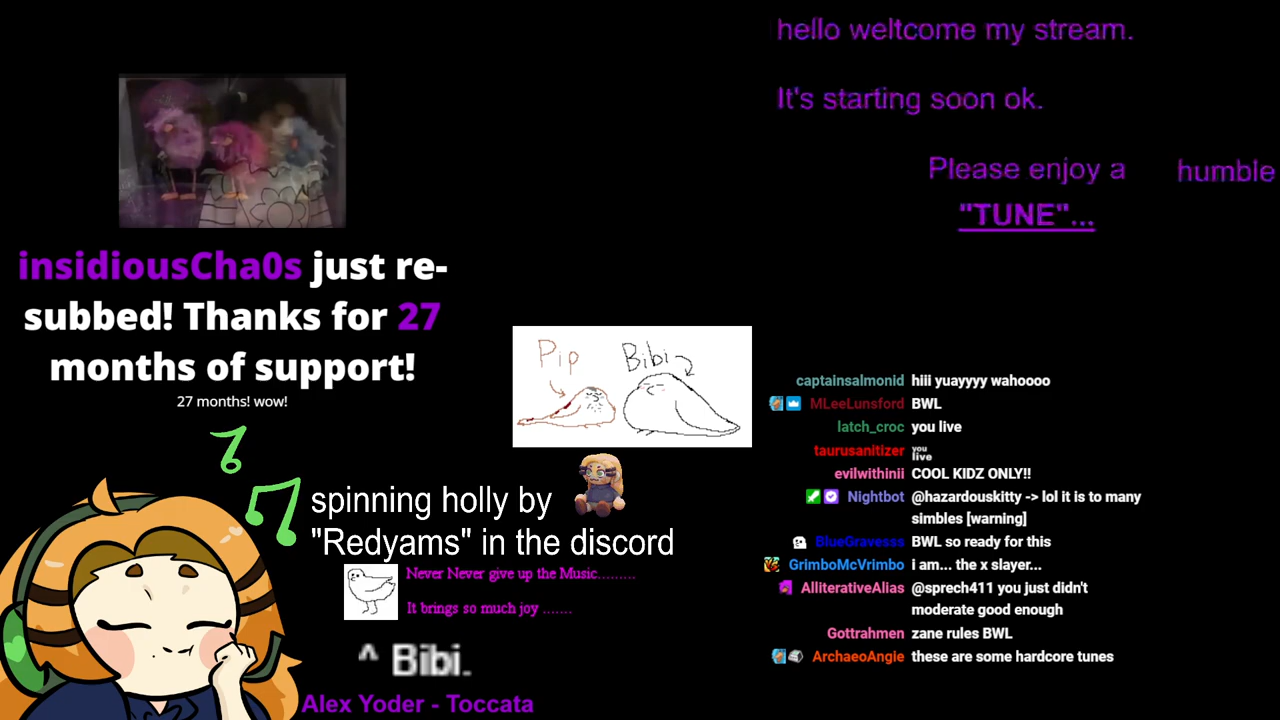 hello weltcome my stream.
It's starting soon ok.
Please enjoy a humble
"TUNE"...
insidiousCha0s just re-
subbed! Thanks for 27
months of support!
27 months! wow!
Pip Bibi
spinning holly by
"Redyams" in the discord
Never Never give up the Music.........
It brings so much joy .......
^ Bibi.
Alex Yoder - Toccata
captainsalmonid hiii yuayyyy wahoooo
MLeeLunsford BWL
latch_croc you live
taurusanitizer you
live
evilwithinii COOL KIDZ ONLY!!
Nightbot @hazardouskitty -> lol it is to many
simbles [warning]
BlueGravesss BWL so ready for this
GrimboMcVrimbo i am... the x slayer...
AlliterativeAlias @sprech411 you just didn't
moderate good enough
Gottrahmen zane rules BWL
ArchaeoAngie these are some hardcore tunes